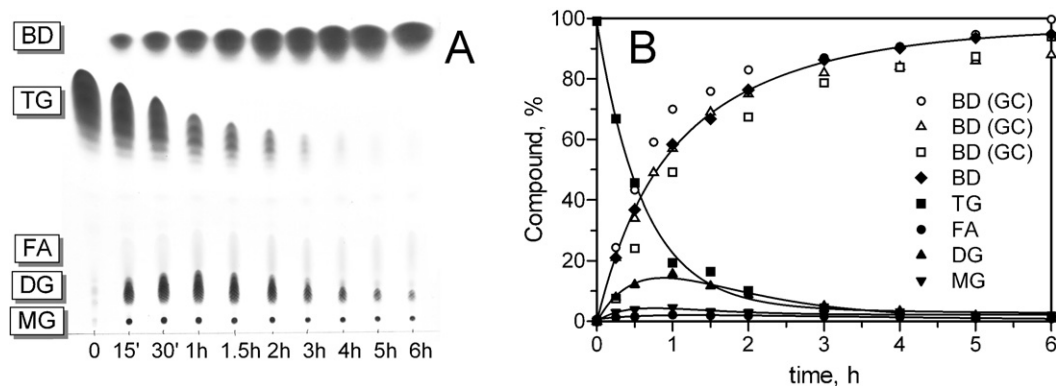 BD
TG
FA
DG
MG
A
0 15' 30' 1h 1.5h 2h 3h 4h 5h 6h
B
Compound, %
100
80
60
40
20
0
BD (GC)
BD (GC)
BD (GC)
BD
TG
FA
DG
MG
0 1 2 3 4 5 6
time, h